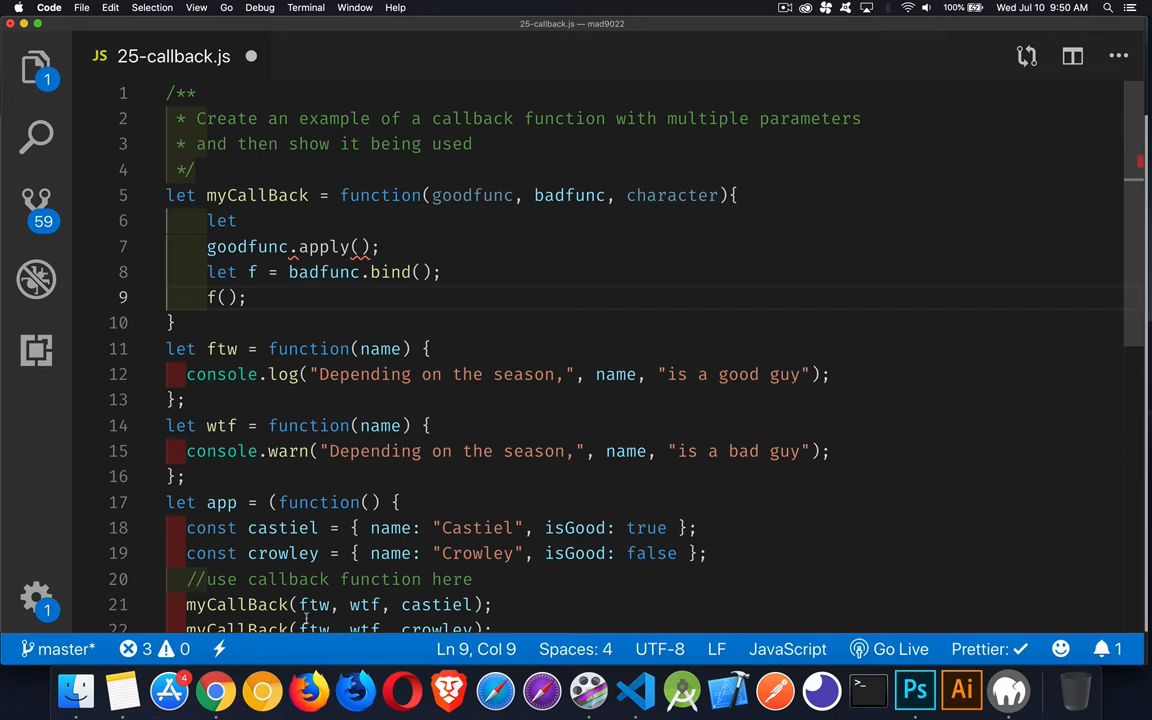 Code File Edit Selection View Go Debug Terminal Window Help 100% Wed Jul 10 9:50 AM
25-callback.js — mad9022
JS 25-callback.js
1 /**
2 * Create an example of a callback function with multiple parameters
3 * and then show it being used
4 */
5 let myCallBack = function(goodfunc, badfunc, character){
6 let
7 goodfunc.apply();
8 let f = badfunc.bind();
9 f();
10 }
11 let ftw = function(name) {
12 console.log("Depending on the season,", name, "is a good guy");
13 };
14 let wtf = function(name) {
15 console.warn("Depending on the season,", name, "is a bad guy");
16 };
17 let app = (function() {
18 const castiel = { name: "Castiel", isGood: true };
19 const crowley = { name: "Crowley", isGood: false };
20 //use callback function here
21 myCallBack(ftw, wtf, castiel);
22 myCallBack(ftw, wtf, crowley);
1
59
1
master* 3 0 Ln 9, Col 9 Spaces: 4 UTF-8 LF JavaScript Go Live Prettier: ✓ 1
4
>_ Ps Ai